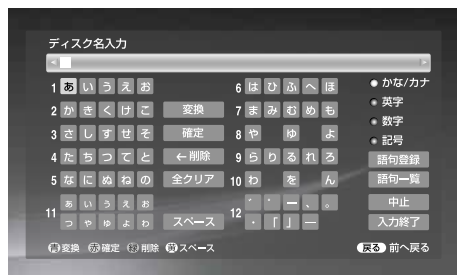 ディスク名入力
1 あ い う え お 6 は ひ ふ へ ほ かな/カナ
2 か き く け こ 変換 7 ま み む め も 英字
3 さ し す せ そ 確定 8 や ゆ よ 数字
記号
4 た ち つ て と ←削除 9 ら り る れ ろ 語句登録
5 な に ぬ ね の 全クリア 10 わ を ん 語句一覧
11 ぁ ぃ ぅ ぇ ぉ 12 ゛ ゜ ー 、 。 中止
っ ゃ ゅ ょ ゎ スペース ・ 「 」 — 入力終了
青 変換 赤 確定 緑 削除 黄 スペース 戻る 前へ戻る